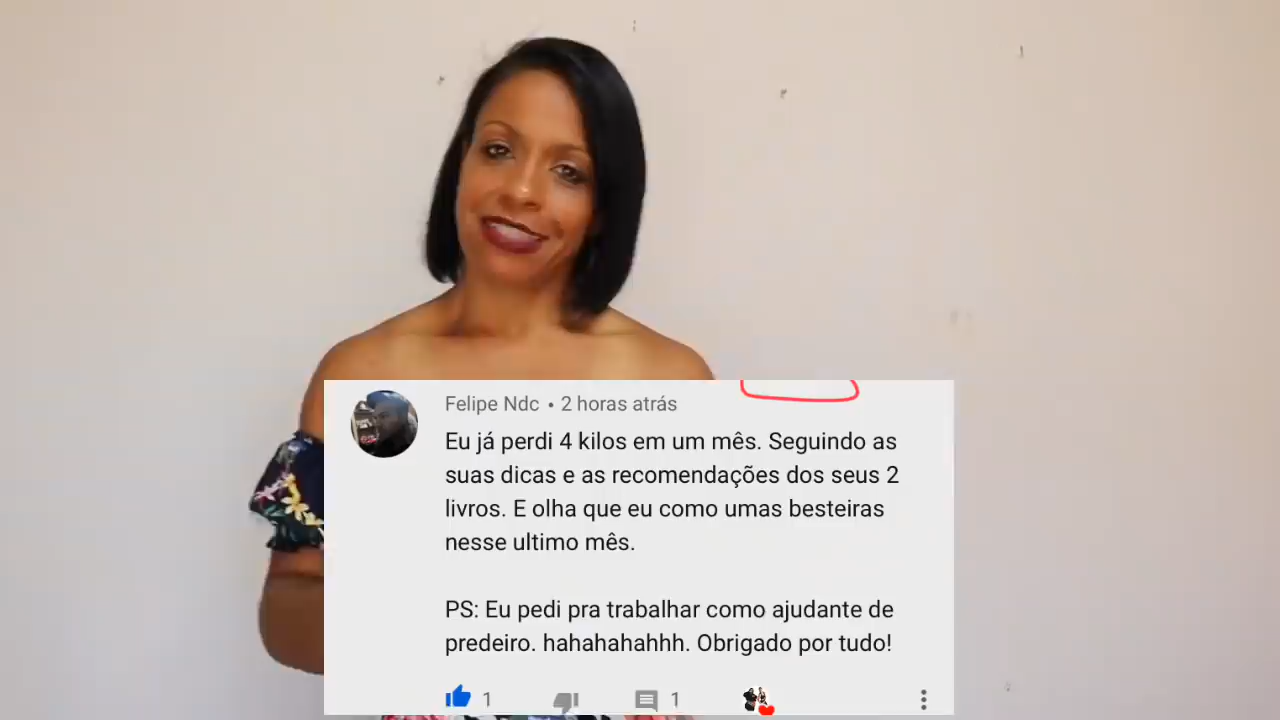 Felipe Ndc • 2 horas atrás
Eu já perdi 4 kilos em um mês. Seguindo as
suas dicas e as recomendações dos seus 2
livros. E olha que eu como umas besteiras
nesse ultimo mês.
PS: Eu pedi pra trabalhar como ajudante de
predeiro. hahahahahhh. Obrigado por tudo!
1 1